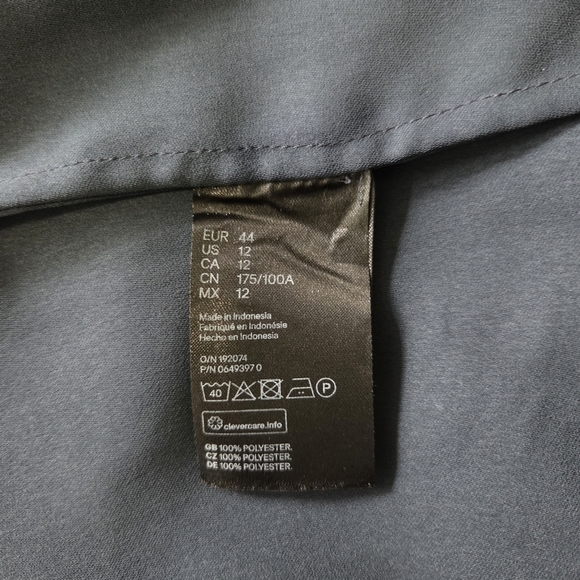 EUR 44
US 12
CA 12
CN 175/100A
MX 12
Made in Indonesia
Fabriqué en Indonésie
Hecho en Indonesia
O/N 192074
P/N 0649397 0
40 P
clevercare.info
GB 100% POLYESTER.
CZ 100% POLYESTER.
DE 100% POLYESTER.